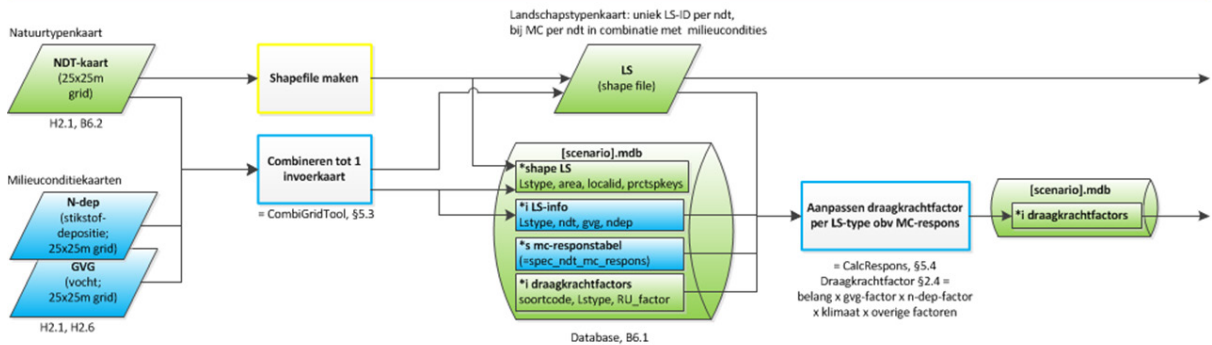 Natuurtypenkaart
NDT-kaart
(25x25m
grid)
H2.1, B6.2
Milieuconditiekaarten
N-dep
(stikstof-
depositie;
25x25m grid)
GVG
(vocht;
25x25m grid)
H2.1, H2.6
Shapefile maken
Combineren tot 1
invoerkaart
= CombiGridTool, §5.3
Landschapstypenkaart: uniek LS-ID per ndt,
bij MC per ndt in combinatie met milieucondities
LS
(shape file)
[scenario].mdb
*shape LS
Lstype, area, localid, prctspkeys
*i LS-info
Lstype, ndt, gvg, ndep
*s mc-responstabel
(=spec_ndt_mc_respons)
*i draagkrachtfactors
soortcode, Lstype, RU_factor
Database, B6.1
Aanpassen draagkrachtfactor
per LS-type obv MC-respons
= CalcRespons, §5.4
Draagkrachtfactor §2.4 =
belang x gvg-factor x n-dep-factor
x klimaat x overige factoren
[scenario].mdb
*i draagkrachtfactors